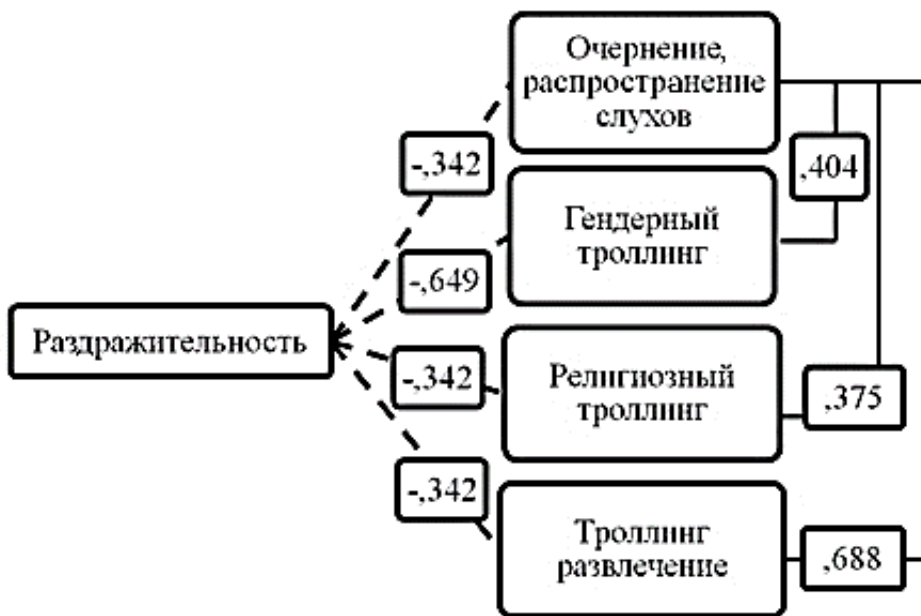 Очернение,
распространение
слухов
-,342
,404
Гендерный
троллинг
-,649
Раздражительность
-,342
Религиозный
троллинг
,375
-,342
Троллинг
развлечение
,688